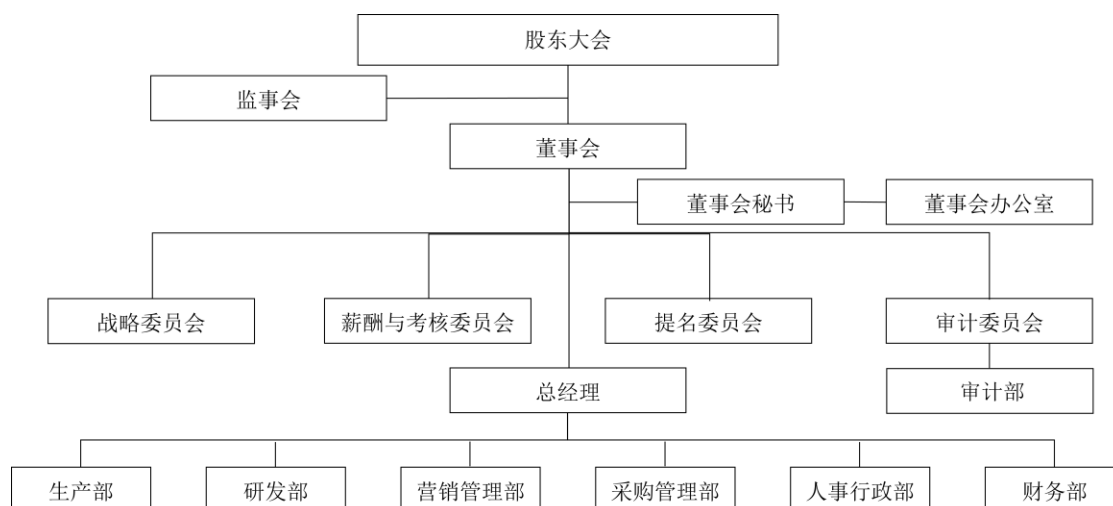 股东大会
监事会
董事会
董事会秘书
董事会办公室
战略委员会
薪酬与考核委员会
提名委员会
审计委员会
总经理
审计部
生产部
研发部
营销管理部
采购管理部
人事行政部
财务部